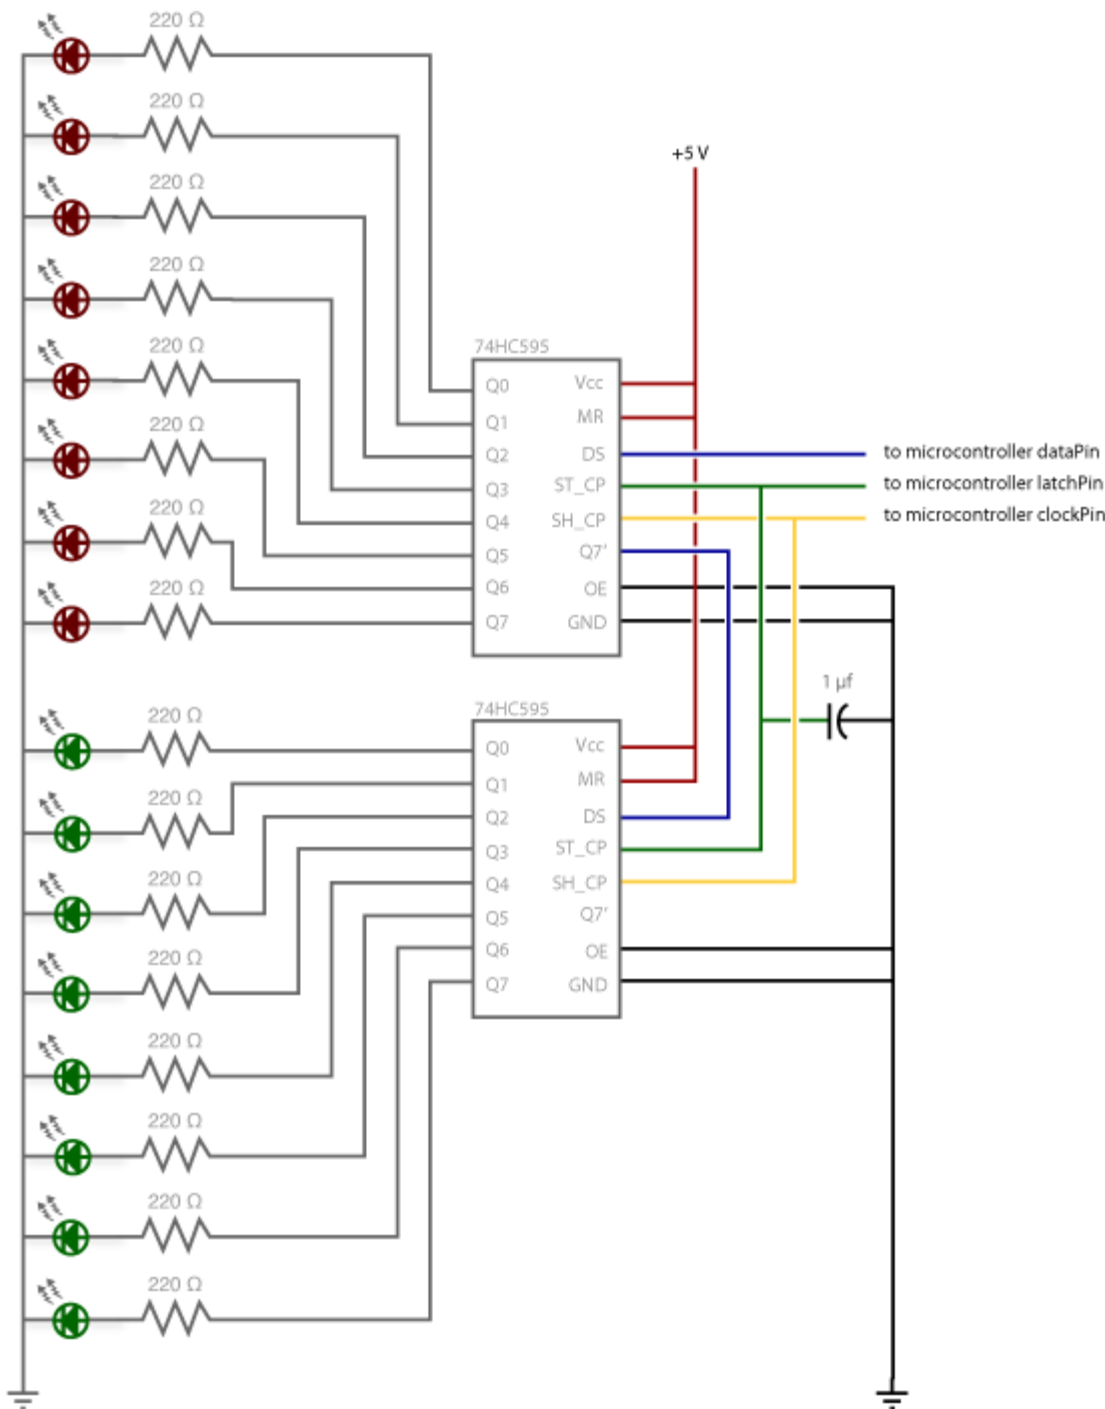 220 Ω
220 Ω
220 Ω
220 Ω
220 Ω
220 Ω
220 Ω
220 Ω
+5 V
74HC595
Q0 Vcc
Q1 MR
Q2 DS to microcontroller dataPin
Q3 ST_CP to microcontroller latchPin
Q4 SH_CP to microcontroller clockPin
Q5 Q7'
Q6 OE
Q7 GND
1 µf
74HC595
Q0 Vcc
Q1 MR
Q2 DS
Q3 ST_CP
Q4 SH_CP
Q5 Q7'
Q6 OE
Q7 GND
220 Ω
220 Ω
220 Ω
220 Ω
220 Ω
220 Ω
220 Ω
220 Ω